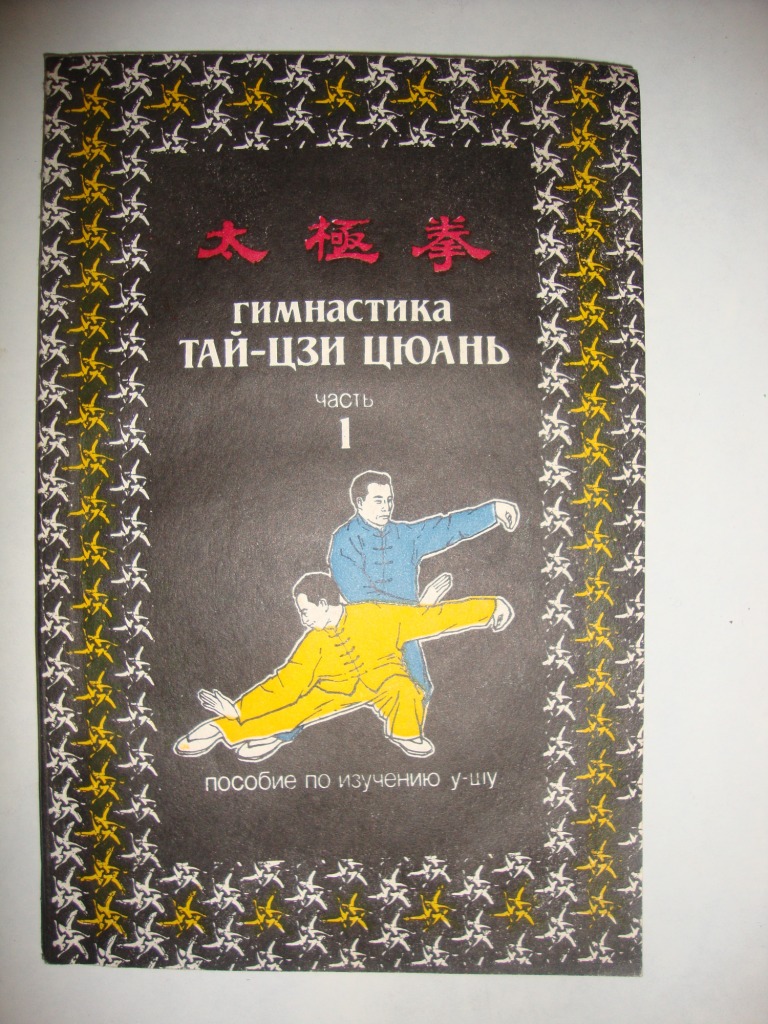 太極拳
гимнастика
ТАЙ-ЦЗИ ЦЮАНЬ
часть
1
пособие по изучению у-шу